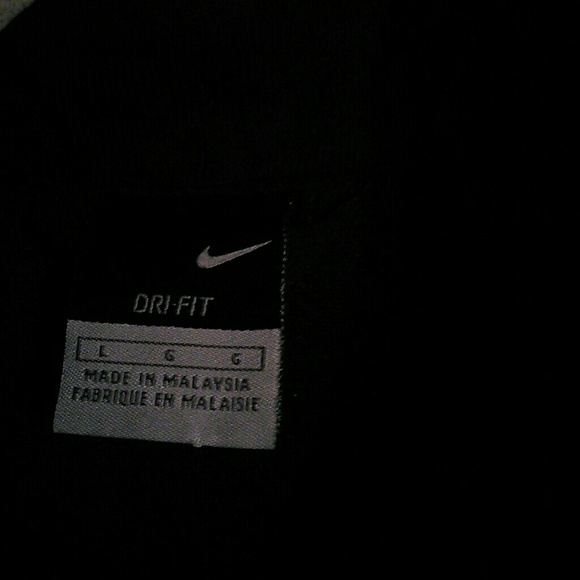 DRI-FIT
L G G
MADE IN MALAYSIA
FABRIQUE EN MALAISIE